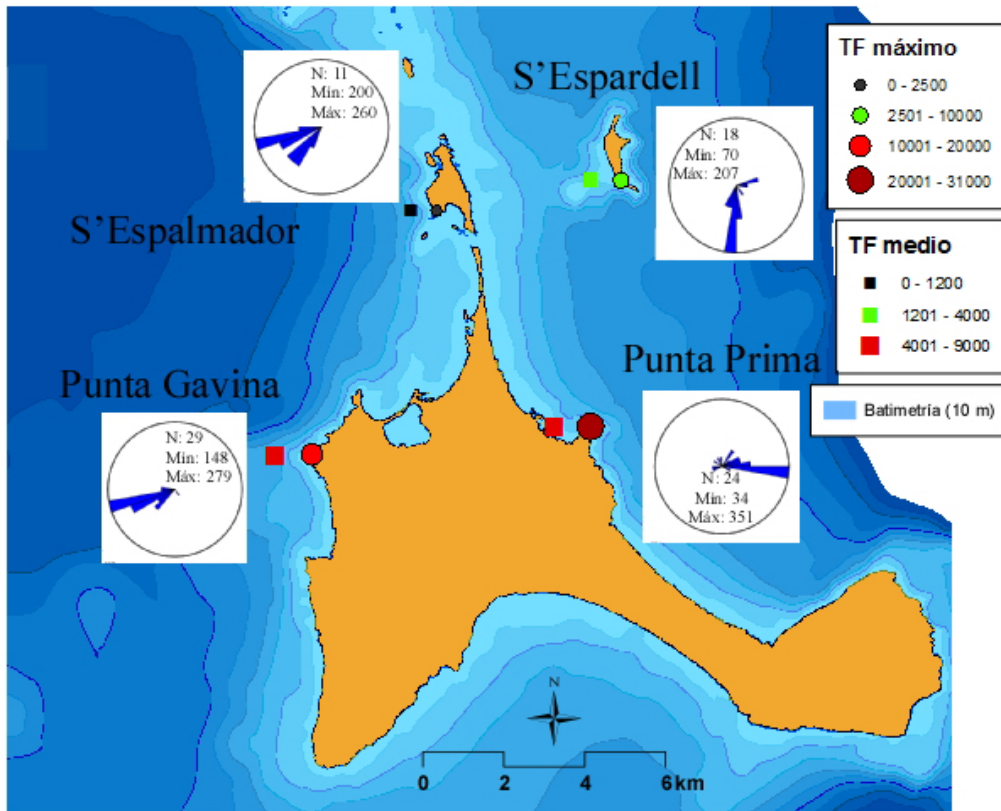 N: 11
Min: 200
Máx: 260
S'Espardell
N: 18
Min: 70
Máx: 207
S'Espalmador
TF máximo
0 - 2500
2501 - 10000
10001 - 20000
20001 - 31000
TF medio
0 - 1200
1201 - 4000
4001 - 9000
Batimetría (10 m)
Punta Gavina
N: 29
Min: 148
Máx: 279
Punta Prima
N: 24
Min: 34
Máx: 351
N
0 2 4 6 km